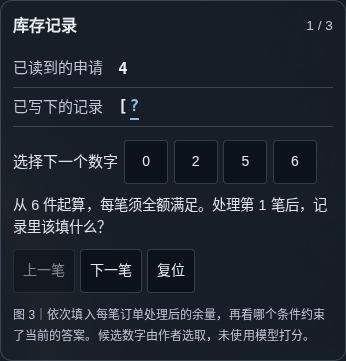 库存记录
1 / 3
已读到的申请 4
已写下的记录 [ ?
选择下一个数字 0 2 5 6
从 6 件起算，每笔须全额满足。处理第 1 笔后，记
录里该填什么？
上一笔 下一笔 复位
图 3｜依次填入每笔订单处理后的余量，再看哪个条件约束
了当前的答案。候选数字由作者选取，未使用模型打分。